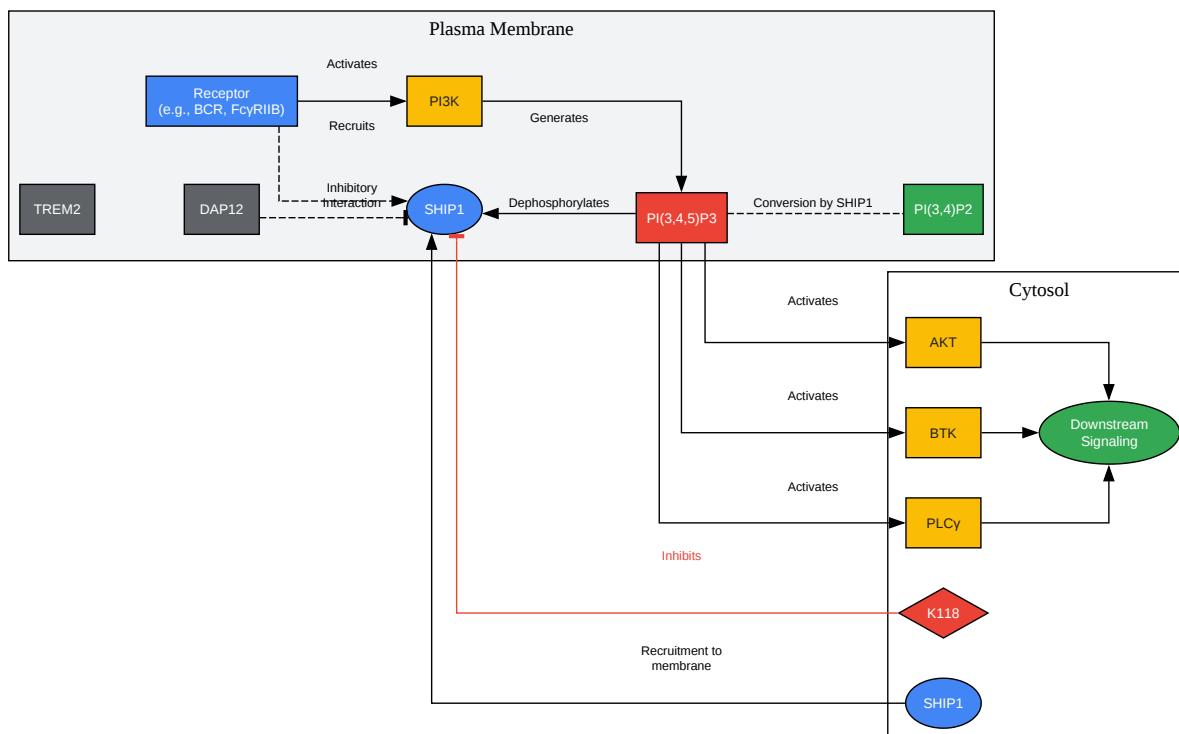 Plasma Membrane
Activates
Receptor
(e.g., BCR, FcγRIIB)
PI3K
Recruits
Generates
TREM2
DAP12
Inhibitory
Interaction
SHIP1
Dephosphorylates
PI(3,4,5)P3
Conversion by SHIP1
PI(3,4)P2
Cytosol
Activates
AKT
Activates
BTK
Downstream
Signaling
Activates
PLCγ
Inhibits
K118
Recruitment to
membrane
SHIP1